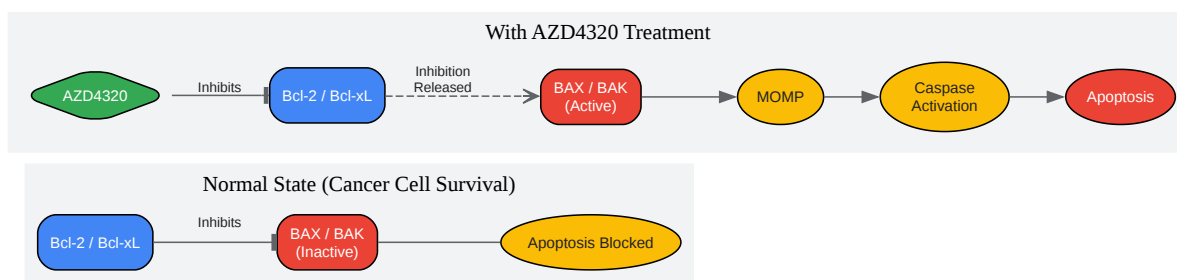 With AZD4320 Treatment
AZD4320
Inhibits
Bcl-2 / Bcl-xL
Inhibition
Released
BAX / BAK
(Active)
MOMP
Caspase
Activation
Apoptosis
Normal State (Cancer Cell Survival)
Bcl-2 / Bcl-xL
Inhibits
BAX / BAK
(Inactive)
Apoptosis Blocked